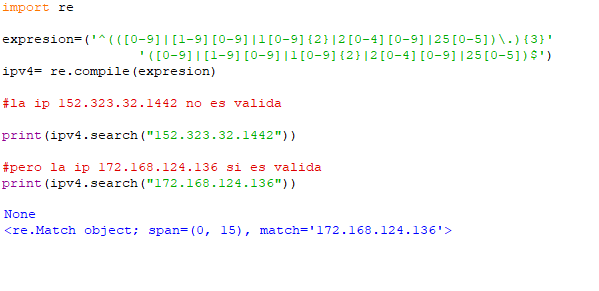 import re
expresion=('^(([0-9]|[1-9][0-9]|1[0-9]{2}|2[0-4][0-9]|25[0-5])\.){3}'
'([0-9]|[1-9][0-9]|1[0-9]{2}|2[0-4][0-9]|25[0-5])$')
ipv4= re.compile(expresion)
#la ip 152.323.32.1442 no es valida
print(ipv4.search("152.323.32.1442"))
#pero la ip 172.168.124.136 si es valida
print(ipv4.search("172.168.124.136"))
None
<re.Match object; span=(0, 15), match='172.168.124.136'>